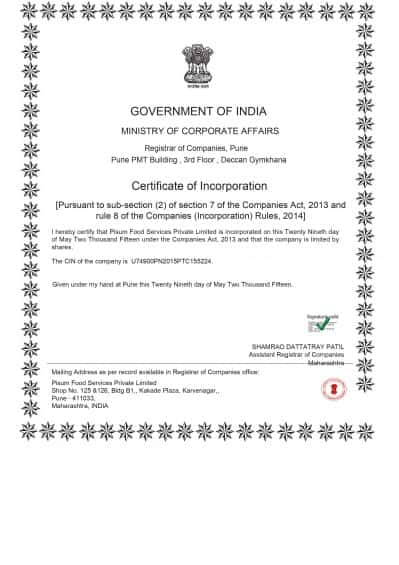 GOVERNMENT OF INDIA
MINISTRY OF CORPORATE AFFAIRS
Registrar of Companies, Pune
Pune PMT Building , 3rd Floor , Deccan Gymkhana
Certificate of Incorporation
[Pursuant to sub-section (2) of section 7 of the Companies Act, 2013 and
rule 8 of the Companies (Incorporation) Rules, 2014]
I hereby certify that Pisum Food Services Private Limited is incorporated on this Twenty Nineth day
of May Two Thousand Fifteen under the Companies Act, 2013 and that the company is limited by
shares.
The CIN of the company is U74900PN2015PTC155224.
Given under my hand at Pune this Twenty Nineth day of May Two Thousand Fifteen.
Signature valid
SHAMRAO DATTATRAY PATIL
Assistant Registrar of Companies
Maharashtra
Mailing Address as per record available in Registrar of Companies office:
Pisum Food Services Private Limited
Shop No. 125 &126, Bldg B1,, Kakade Plaza, Karvenagar,,
Pune - 411033,
Maharashtra, INDIA